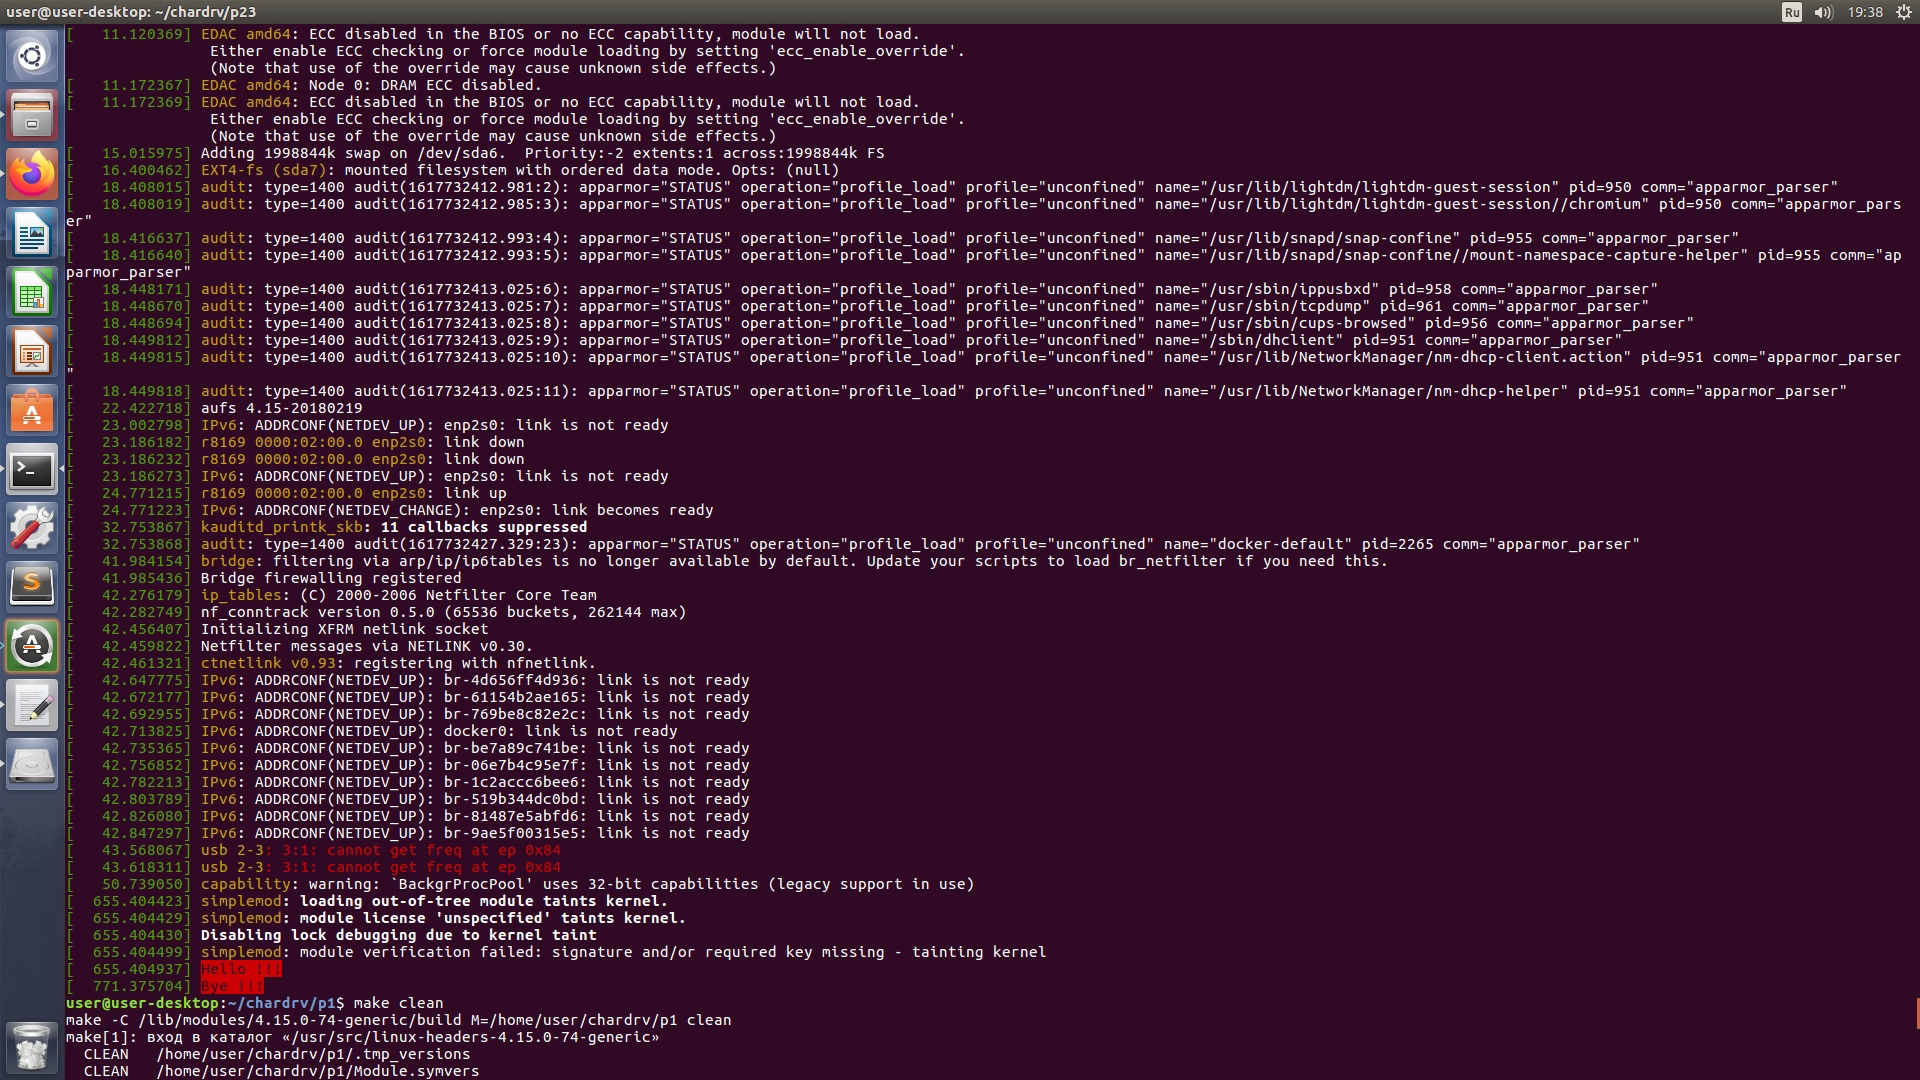 user@user-desktop: ~/chardrv/p23
Ru 19:38
[   11.120369] EDAC amd64: ECC disabled in the BIOS or no ECC capability, module will not load.
                Either enable ECC checking or force module loading by setting 'ecc_enable_override'.
                (Note that use of the override may cause unknown side effects.)
[   11.172367] EDAC amd64: Node 0: DRAM ECC disabled.
[   11.172369] EDAC amd64: ECC disabled in the BIOS or no ECC capability, module will not load.
                Either enable ECC checking or force module loading by setting 'ecc_enable_override'.
                (Note that use of the override may cause unknown side effects.)
[   15.015975] Adding 1998844k swap on /dev/sda6.  Priority:-2 extents:1 across:1998844k FS
[   16.400462] EXT4-fs (sda7): mounted filesystem with ordered data mode. Opts: (null)
[   18.408015] audit: type=1400 audit(1617732412.981:2): apparmor="STATUS" operation="profile_load" profile="unconfined" name="/usr/lib/lightdm/lightdm-guest-session" pid=950 comm="apparmor_parser"
[   18.408019] audit: type=1400 audit(1617732412.985:3): apparmor="STATUS" operation="profile_load" profile="unconfined" name="/usr/lib/lightdm/lightdm-guest-session//chromium" pid=950 comm="apparmor_pars
er"
[   18.416637] audit: type=1400 audit(1617732412.993:4): apparmor="STATUS" operation="profile_load" profile="unconfined" name="/usr/lib/snapd/snap-confine" pid=955 comm="apparmor_parser"
[   18.416640] audit: type=1400 audit(1617732412.993:5): apparmor="STATUS" operation="profile_load" profile="unconfined" name="/usr/lib/snapd/snap-confine//mount-namespace-capture-helper" pid=955 comm="ap
parmor_parser"
[   18.448171] audit: type=1400 audit(1617732413.025:6): apparmor="STATUS" operation="profile_load" profile="unconfined" name="/usr/sbin/ippusbxd" pid=958 comm="apparmor_parser"
[   18.448670] audit: type=1400 audit(1617732413.025:7): apparmor="STATUS" operation="profile_load" profile="unconfined" name="/usr/sbin/tcpdump" pid=961 comm="apparmor_parser"
[   18.448694] audit: type=1400 audit(1617732413.025:8): apparmor="STATUS" operation="profile_load" profile="unconfined" name="/usr/sbin/cups-browsed" pid=956 comm="apparmor_parser"
[   18.449812] audit: type=1400 audit(1617732413.025:9): apparmor="STATUS" operation="profile_load" profile="unconfined" name="/sbin/dhclient" pid=951 comm="apparmor_parser"
[   18.449815] audit: type=1400 audit(1617732413.025:10): apparmor="STATUS" operation="profile_load" profile="unconfined" name="/usr/lib/NetworkManager/nm-dhcp-client.action" pid=951 comm="apparmor_parser
"
[   18.449818] audit: type=1400 audit(1617732413.025:11): apparmor="STATUS" operation="profile_load" profile="unconfined" name="/usr/lib/NetworkManager/nm-dhcp-helper" pid=951 comm="apparmor_parser"
[   22.422718] aufs 4.15-20180219
[   23.002798] IPv6: ADDRCONF(NETDEV_UP): enp2s0: link is not ready
[   23.186182] r8169 0000:02:00.0 enp2s0: link down
[   23.186232] r8169 0000:02:00.0 enp2s0: link down
[   23.186273] IPv6: ADDRCONF(NETDEV_UP): enp2s0: link is not ready
[   24.771215] r8169 0000:02:00.0 enp2s0: link up
[   24.771223] IPv6: ADDRCONF(NETDEV_CHANGE): enp2s0: link becomes ready
[   32.753867] kauditd_printk_skb: 11 callbacks suppressed
[   32.753868] audit: type=1400 audit(1617732427.329:23): apparmor="STATUS" operation="profile_load" profile="unconfined" name="docker-default" pid=2265 comm="apparmor_parser"
[   41.984154] bridge: filtering via arp/ip/ip6tables is no longer available by default. Update your scripts to load br_netfilter if you need this.
[   41.985436] Bridge firewalling registered
[   42.276179] ip_tables: (C) 2000-2006 Netfilter Core Team
[   42.282749] nf_conntrack version 0.5.0 (65536 buckets, 262144 max)
[   42.456407] Initializing XFRM netlink socket
[   42.459822] Netfilter messages via NETLINK v0.30.
[   42.461321] ctnetlink v0.93: registering with nfnetlink.
[   42.647775] IPv6: ADDRCONF(NETDEV_UP): br-4d656ff4d936: link is not ready
[   42.672177] IPv6: ADDRCONF(NETDEV_UP): br-61154b2ae165: link is not ready
[   42.692955] IPv6: ADDRCONF(NETDEV_UP): br-769be8c82e2c: link is not ready
[   42.713825] IPv6: ADDRCONF(NETDEV_UP): docker0: link is not ready
[   42.735365] IPv6: ADDRCONF(NETDEV_UP): br-be7a89c741be: link is not ready
[   42.756852] IPv6: ADDRCONF(NETDEV_UP): br-06e7b4c95e7f: link is not ready
[   42.782213] IPv6: ADDRCONF(NETDEV_UP): br-1c2accc6bee6: link is not ready
[   42.803789] IPv6: ADDRCONF(NETDEV_UP): br-519b344dc0bd: link is not ready
[   42.826080] IPv6: ADDRCONF(NETDEV_UP): br-81487e5abfd6: link is not ready
[   42.847297] IPv6: ADDRCONF(NETDEV_UP): br-9ae5f00315e5: link is not ready
[   43.568067] usb 2-3: 3:1: cannot get freq at ep 0x84
[   43.618311] usb 2-3: 3:1: cannot get freq at ep 0x84
[   50.739050] capability: warning: `BackgrProcPool' uses 32-bit capabilities (legacy support in use)
[  655.404423] simplemod: loading out-of-tree module taints kernel.
[  655.404429] simplemod: module license 'unspecified' taints kernel.
[  655.404430] Disabling lock debugging due to kernel taint
[  655.404499] simplemod: module verification failed: signature and/or required key missing - tainting kernel
[  655.404937] Hello !!!
[  771.375704] Bye !!!
user@user-desktop:~/chardrv/p1$ make clean
make -C /lib/modules/4.15.0-74-generic/build M=/home/user/chardrv/p1 clean
make[1]: вход в каталог «/usr/src/linux-headers-4.15.0-74-generic»
  CLEAN   /home/user/chardrv/p1/.tmp_versions
  CLEAN   /home/user/chardrv/p1/Module.symvers